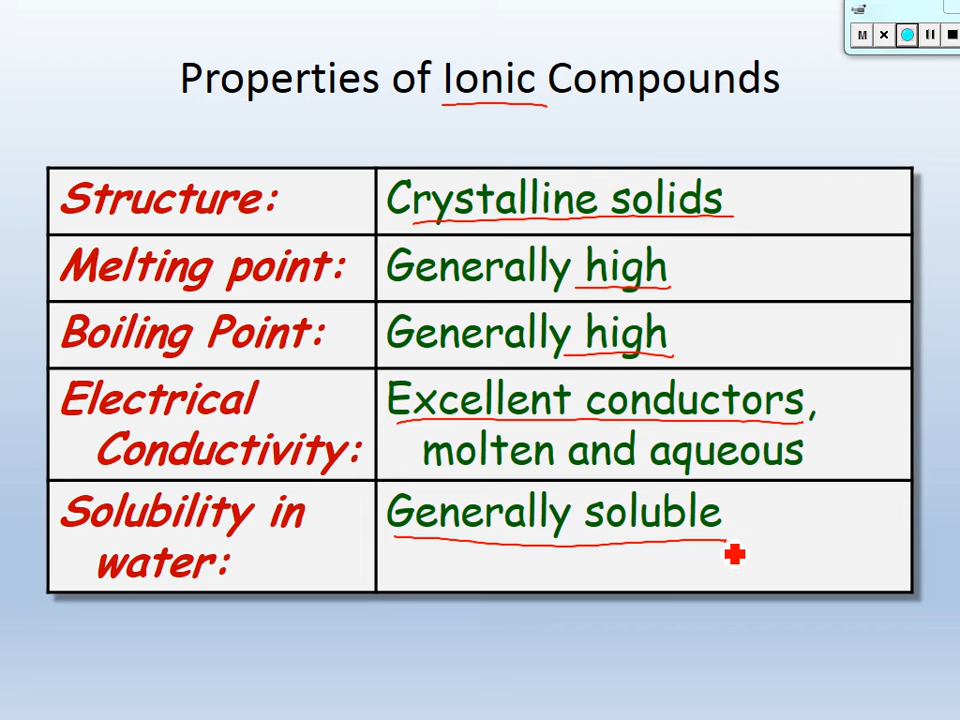 M
Properties of Ionic Compounds
Structure:
Crystalline solids
Melting point:
Generally high
Boiling Point:
Generally high
Electrical
Conductivity:
Excellent conductors,
molten and aqueous
Solubility in
water:
Generally soluble